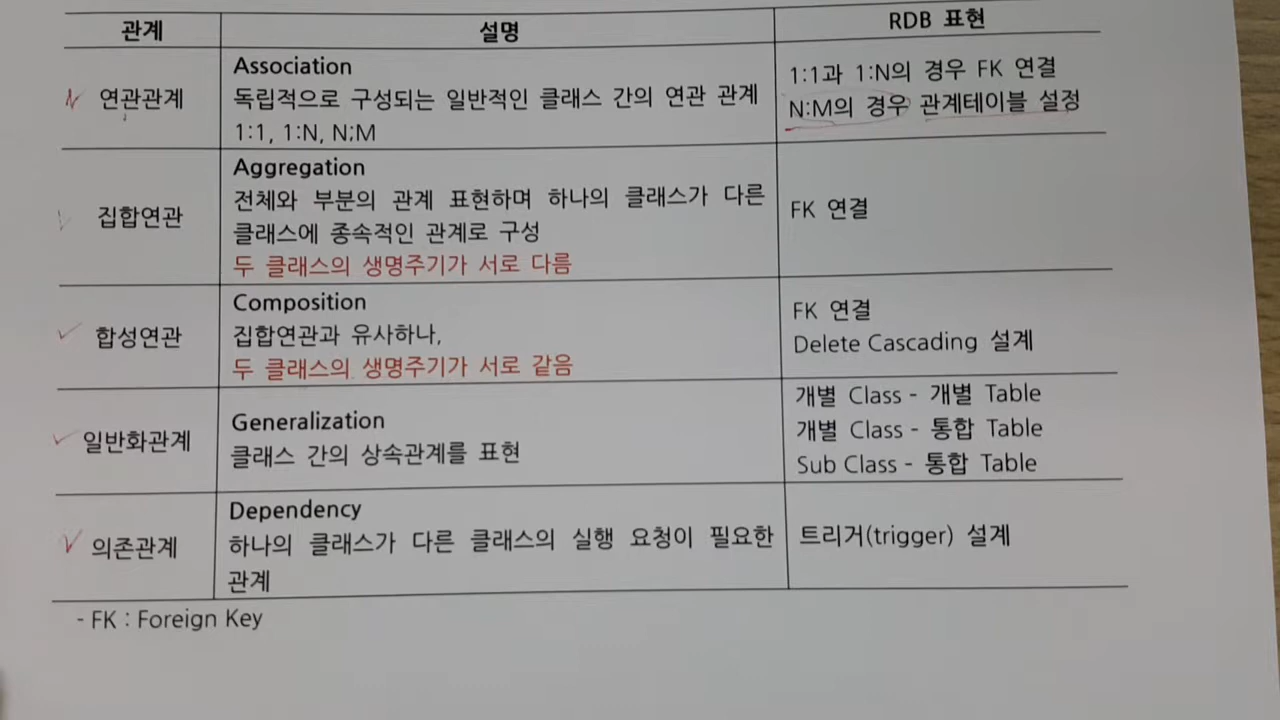 관계 설명 RDB 표현
연관관계
Association
독립적으로 구성되는 일반적인 클래스 간의 연관 관계
1:1, 1:N, N;M
1:1과 1:N의 경우 FK 연결
N:M의 경우 관계테이블 설정
집합연관
Aggregation
전체와 부분의 관계 표현하며 하나의 클래스가 다른
클래스에 종속적인 관계로 구성
두 클래스의 생명주기가 서로 다름
FK 연결
합성연관
Composition
집합연관과 유사하나,
두 클래스의 생명주기가 서로 같음
FK 연결
Delete Cascading 설계
일반화관계
Generalization
클래스 간의 상속관계를 표현
개별 Class - 개별 Table
개별 Class - 통합 Table
Sub Class - 통합 Table
의존관계
Dependency
하나의 클래스가 다른 클래스의 실행 요청이 필요한
관계
트리거(trigger) 설계
- FK : Foreign Key